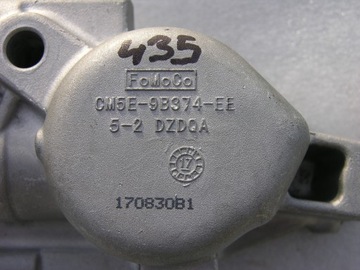 435
FoMoCo
CM5E-9B374-EE
5-2 DZDQA
17
170830B1